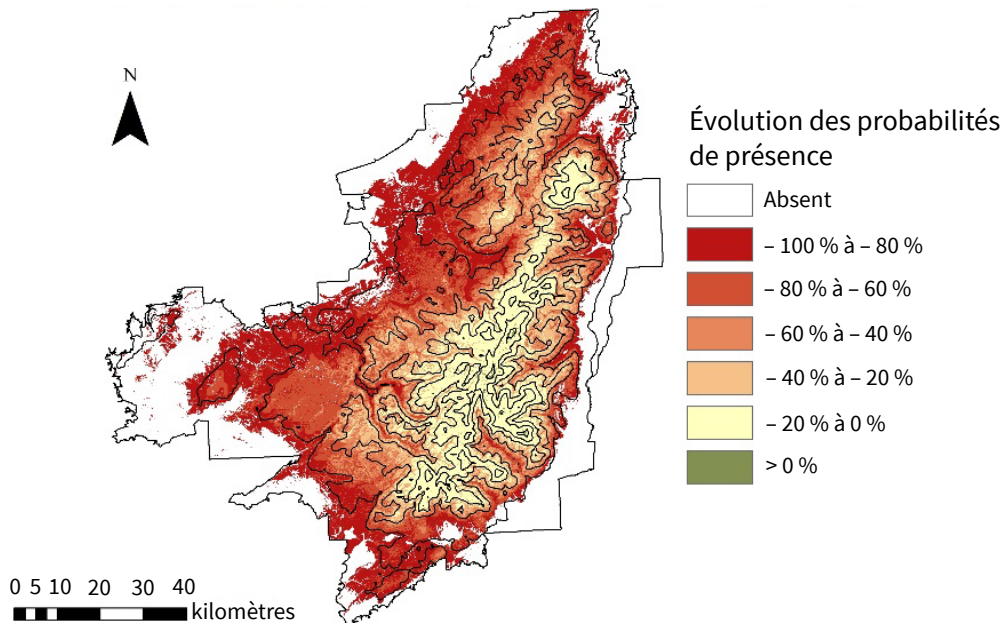 N
Évolution des probabilités
de présence
Absent
– 100 % à – 80 %
– 80 % à – 60 %
– 60 % à – 40 %
– 40 % à – 20 %
– 20 % à 0 %
> 0 %
0 5 10 20 30 40
kilomètres